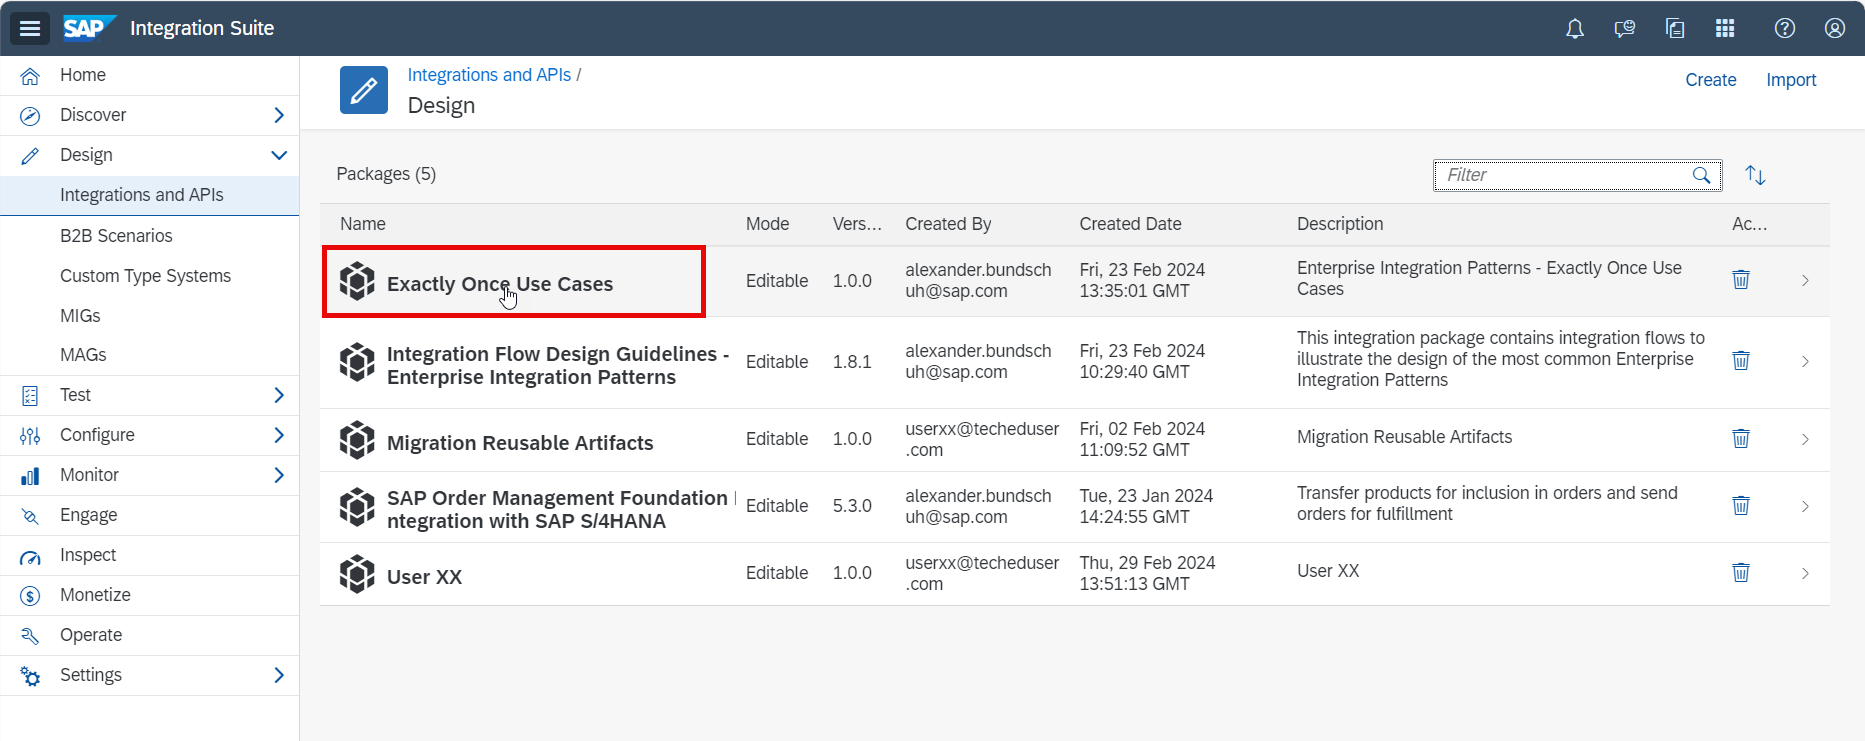 SAP Integration Suite
Home
Discover
Design
Integrations and APIs
B2B Scenarios
Custom Type Systems
MIGs
MAGs
Test
Configure
Monitor
Engage
Inspect
Monetize
Operate
Settings
Integrations and APIs /
Design
Create Import
Packages (5)
Filter
Name Mode Vers... Created By Created Date Description Ac...
Exactly Once Use Cases
Editable
1.0.0
alexander.bundsch
uh@sap.com
Fri, 23 Feb 2024
13:35:01 GMT
Enterprise Integration Patterns - Exactly Once Use
Cases
Integration Flow Design Guidelines -
Enterprise Integration Patterns
Editable
1.8.1
alexander.bundsch
uh@sap.com
Fri, 23 Feb 2024
10:29:40 GMT
This integration package contains integration flows to
illustrate the design of the most common Enterprise
Integration Patterns
Migration Reusable Artifacts
Editable
1.0.0
userxx@techeduser
.com
Fri, 02 Feb 2024
11:09:52 GMT
Migration Reusable Artifacts
SAP Order Management Foundation I
ntegration with SAP S/4HANA
Editable
5.3.0
alexander.bundsch
uh@sap.com
Tue, 23 Jan 2024
14:24:55 GMT
Transfer products for inclusion in orders and send
orders for fulfillment
User XX
Editable
1.0.0
userxx@techeduser
.com
Thu, 29 Feb 2024
13:51:13 GMT
User XX